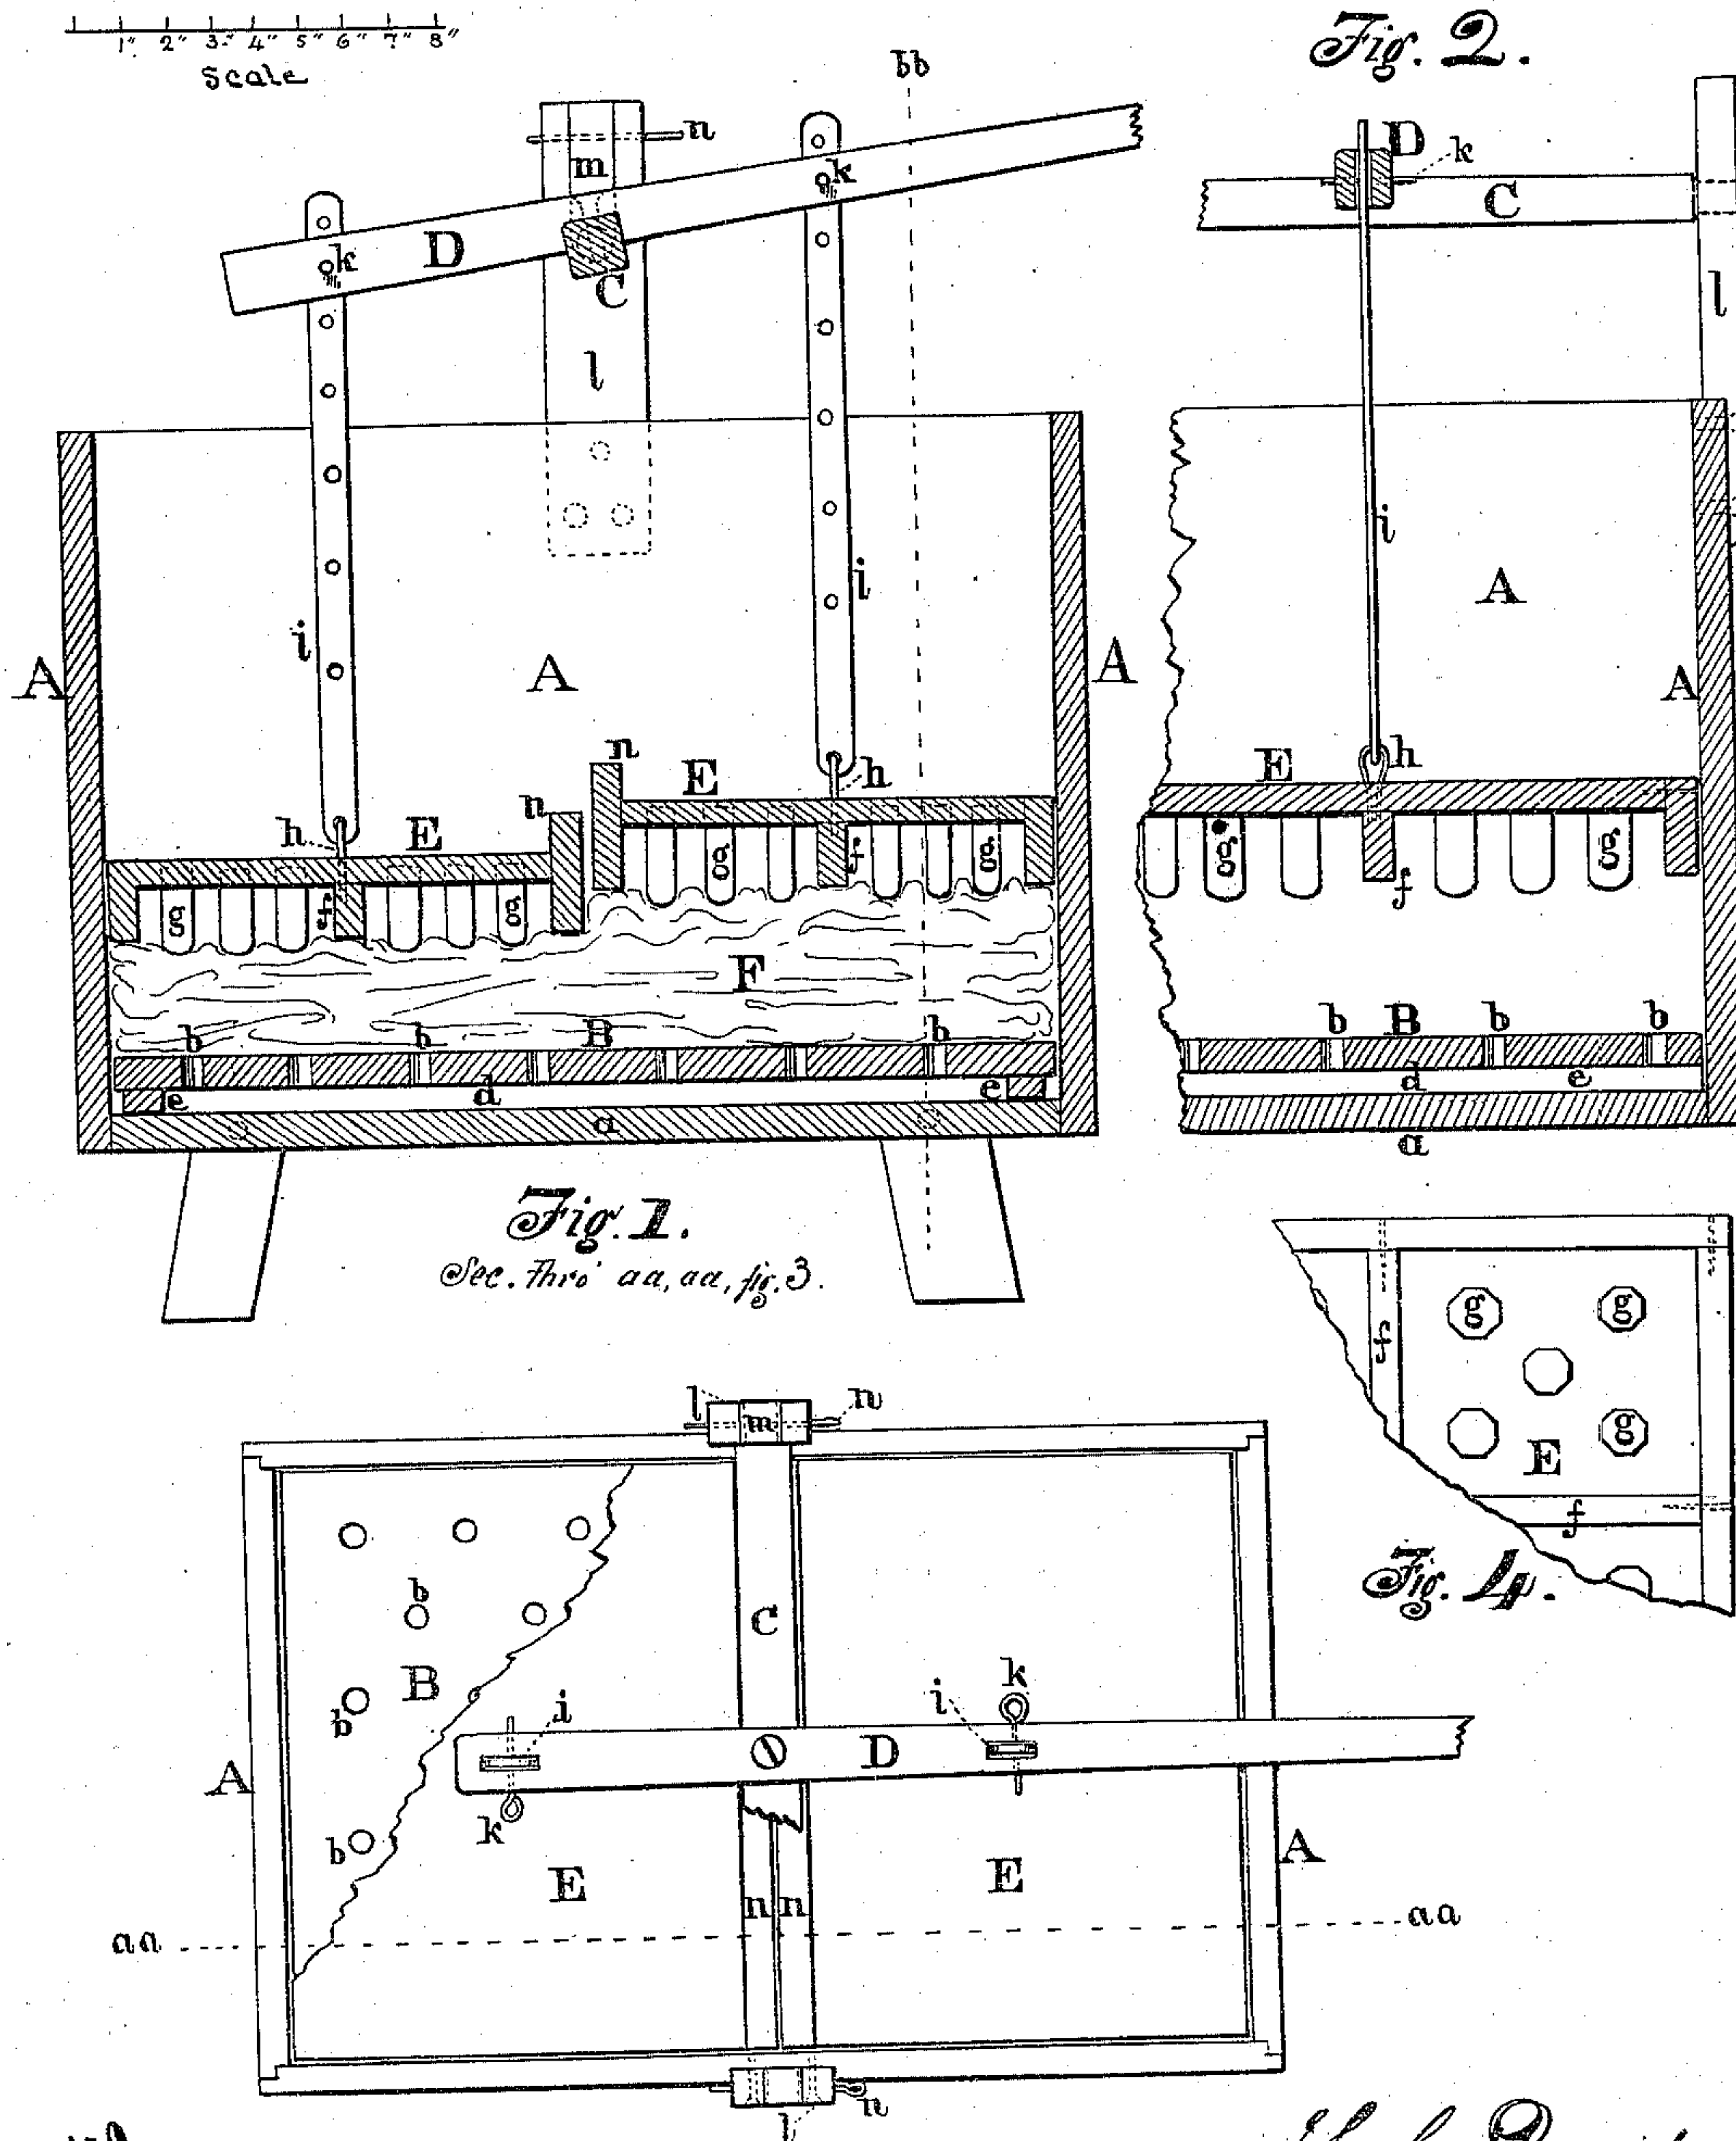 1" 2" 3" 4" 5" 6" 7" 8"
Scale
bb
Fig. 2.
n
m
k
D
k
C
k
D
C
l
l
i
i
i
A
A
A
A
A
n
E
h
h
E
n
h
E
g
f
g
g
f
g
g
f
g
F
b
b
B
b
b
B
b
b
e
d
e
d
e
a
a
Fig. 1.
Sec. Thro' aa, aa, fig. 3.
g
g
f
g
E
f
Fig. 4.
l
m
n
b
C
B
b
i
i
k
D
A
k
b
E
E
A
n
n
aa
aa
n
l